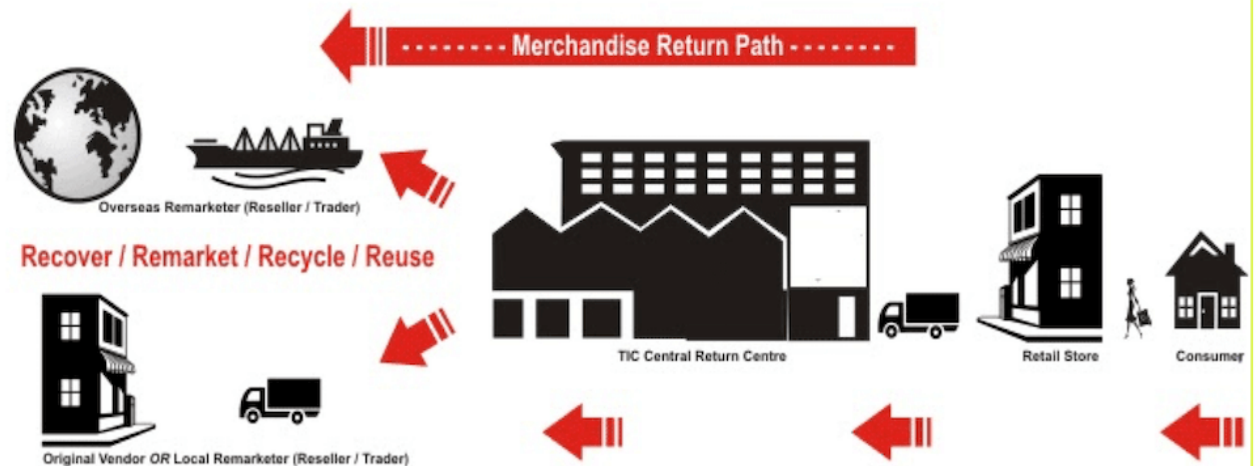 Merchandise Return Path
Overseas Remarketer (Reseller / Trader)
Recover / Remarket / Recycle / Reuse
TIC Central Return Centre
Retail Store
Consumer
Original Vendor OR Local Remarketer (Reseller / Trader)